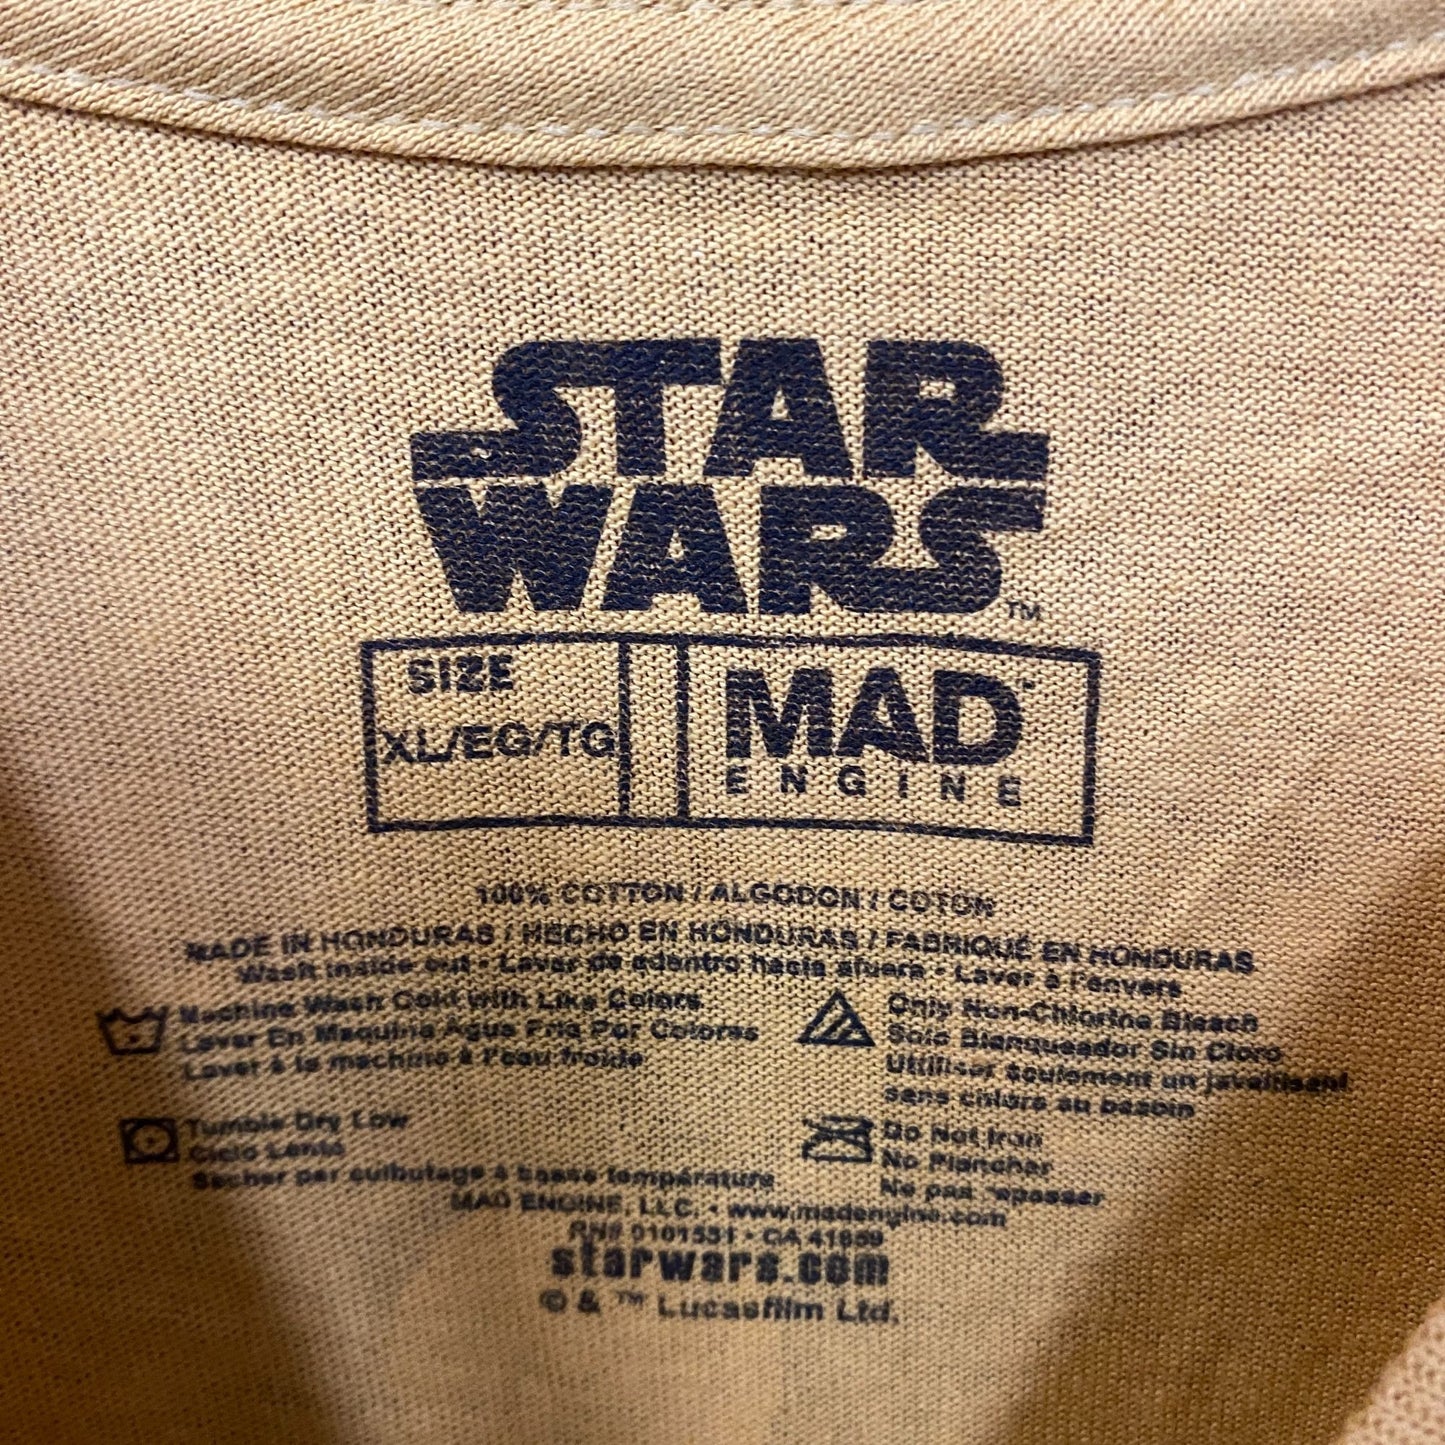 STAR
WARS™
SIZE
XL/EG/TG
MAD
ENGINE
100% COTTON / ALGODON / COTON
MADE IN HONDURAS / HECHO EN HONDURAS / FABRIQUÉ EN HONDURAS
Wash inside out • Lavar de adentro hacia afuera • Laver à l'envers
Machine Wash Cold with Like Colors
Lavar En Maquina Agua Fria Por Colores
Laver à la machine à l'eau froide
Only Non-Chlorine Bleach
Solo Blanqueador Sin Cloro
Utiliser seulement un javellisant
sans chlore au besoin
Tumble Dry Low
Ciclo Lento
Secher par culbutage à basse température
Do Not Iron
No Planchar
Ne pas repasser
MAD ENGINE, LLC. • www.madengine.com
RN# 0101531 • CA 41859
starwars.com
© & ™ Lucasfilm Ltd.